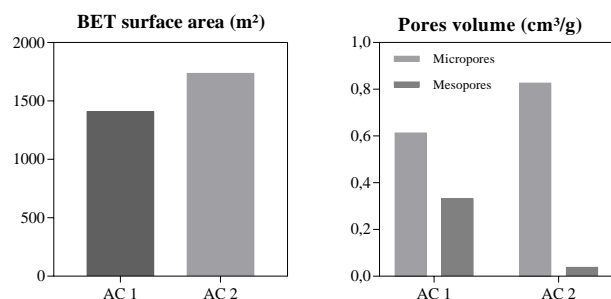 BET surface area (m²)
2000
1500
1000
500
0
AC 1
AC 2
Pores volume (cm³/g)
1,0
0,8
0,6
0,4
0,2
0,0
Micropores
Mesopores
AC 1
AC 2